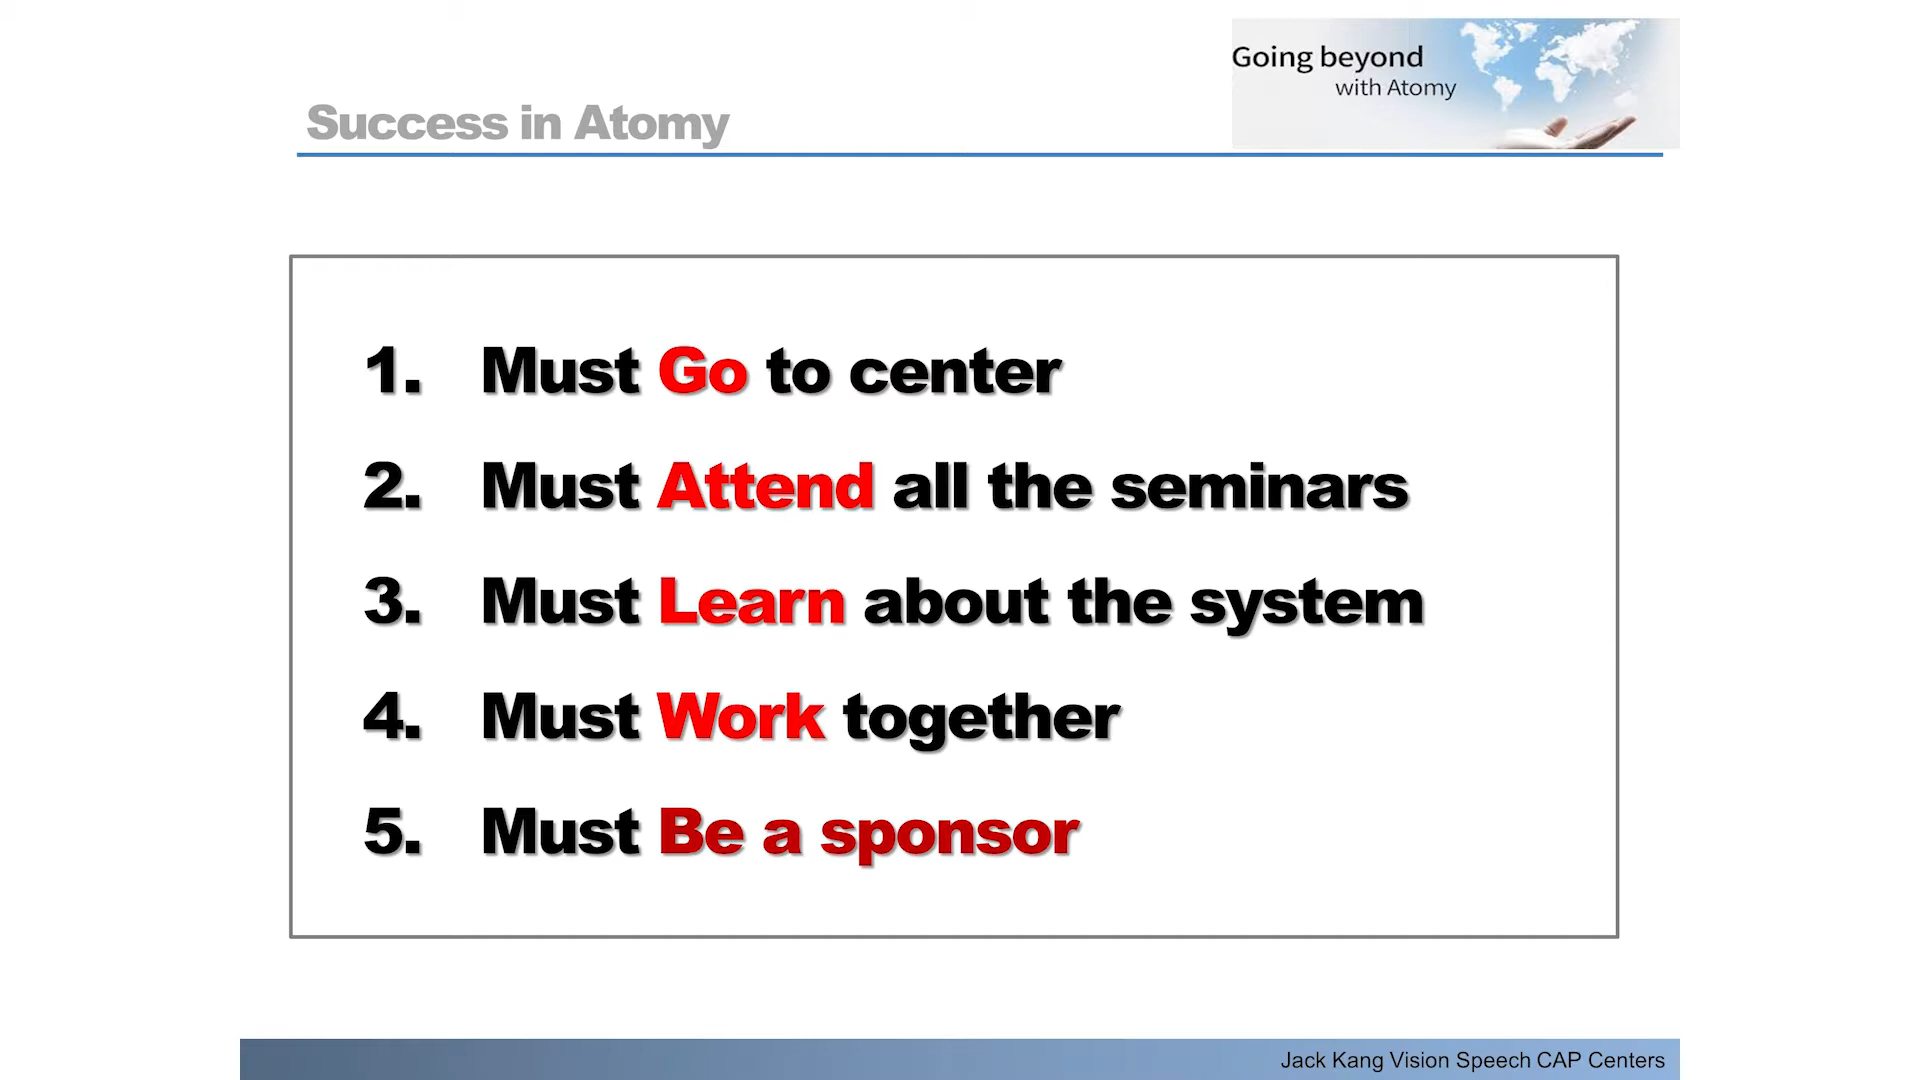 Going beyond
with Atomy
Success in Atomy
1. Must Go to center
2. Must Attend all the seminars
3. Must Learn about the system
4. Must Work together
5. Must Be a sponsor
Jack Kang Vision Speech CAP Centers